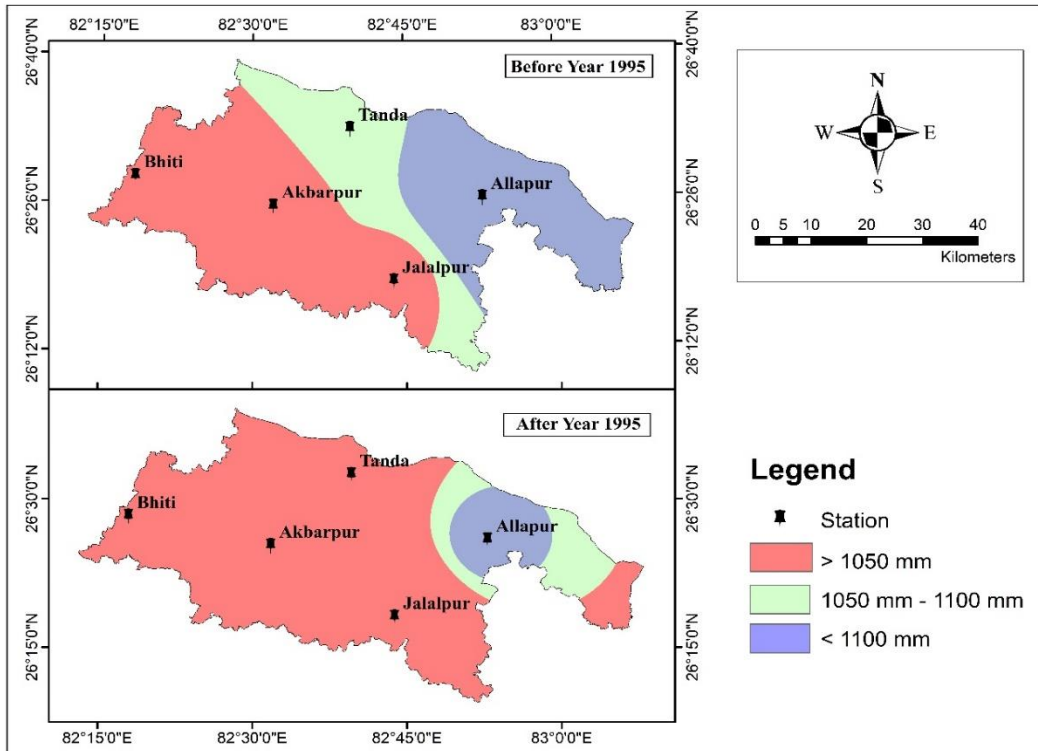 82°15'0"E 82°30'0"E 82°45'0"E 83°0'0"E
26°40'0"N
26°26'0"N
26°12'0"N
26°40'0"N
26°26'0"N
26°12'0"N
Before Year 1995
Tanda
Bhiti
Akbarpur
Allapur
Jalalpur
After Year 1995
Tanda
Bhiti
Akbarpur
Allapur
Jalalpur
26°30'0"N
26°15'0"N
26°30'0"N
26°15'0"N
82°15'0"E 82°30'0"E 82°45'0"E 83°0'0"E
N
W E
S
0 5 10 20 30 40
Kilometers
Legend
Station
> 1050 mm
1050 mm - 1100 mm
< 1100 mm